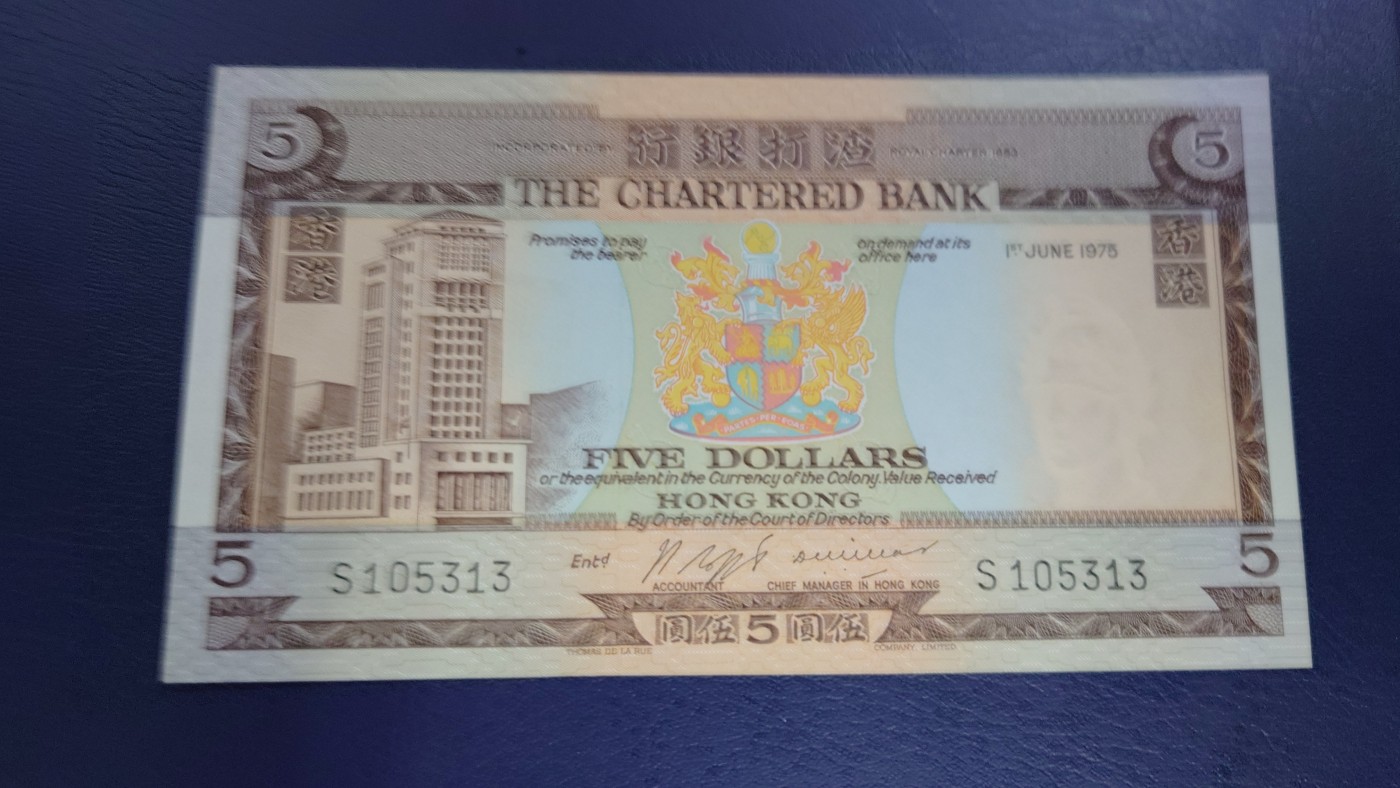 5 INCORPORATED BY 行銀打渣 ROYAL CHARTER 1853 5
THE CHARTERED BANK
香港
Promises to pay the bearer
on demand at its office here
1ST JUNE 1975
香港
PARTES·PER·EOAS
FIVE DOLLARS
or the equivalent in the Currency of the Colony. Value Received
HONG KONG
By Order of the Court of Directors
5 S105313 Entd S105313 5
ACCOUNTANT CHIEF MANAGER IN HONG KONG
圓伍5圓伍
THOMAS DE LA RUE COMPANY, LIMITED